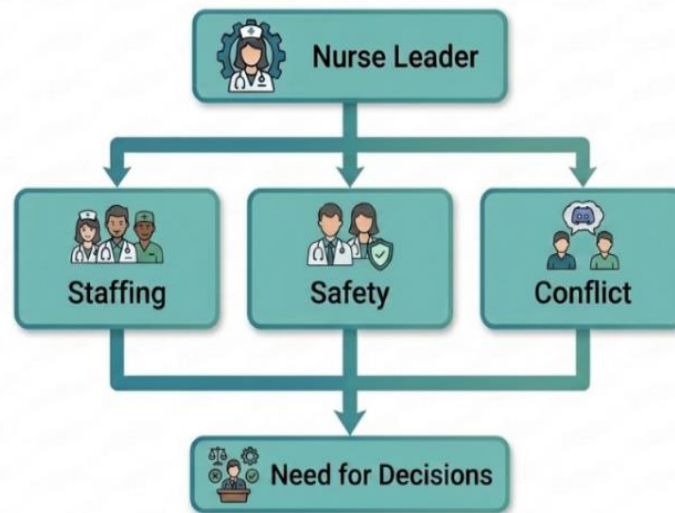 Nurse Leader
Staffing
Safety
Conflict
Need for Decisions